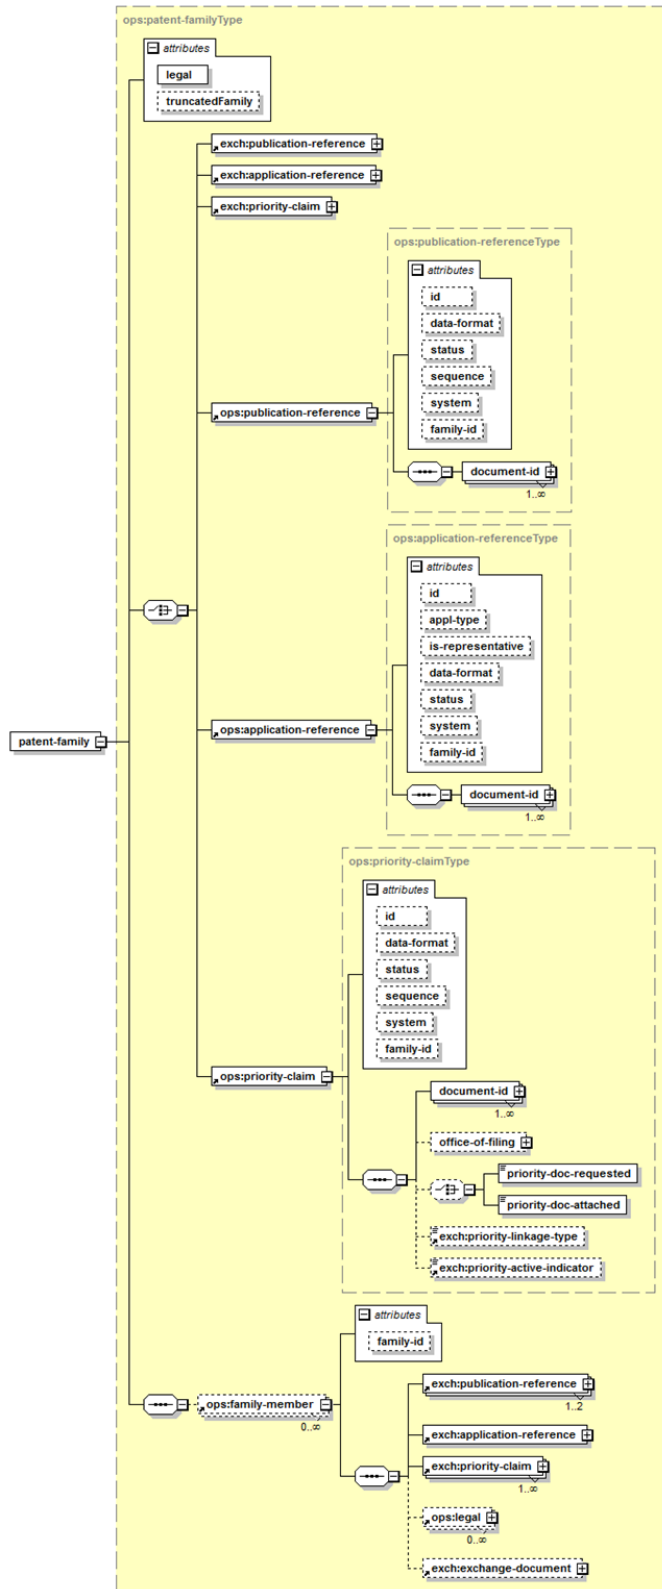 ops:patent-familyType
attributes
legal
truncatedFamily
exch:publication-reference
exch:application-reference
exch:priority-claim
ops:publication-referenceType
attributes
id
data-format
status
sequence
system
family-id
ops:publication-reference
document-id
1..∞
ops:application-referenceType
attributes
id
appl-type
is-representative
data-format
status
system
family-id
ops:application-reference
document-id
1..∞
patent-family
ops:priority-claimType
attributes
id
data-format
status
sequence
system
family-id
ops:priority-claim
document-id
1..∞
office-of-filing
priority-doc-requested
priority-doc-attached
exch:priority-linkage-type
exch:priority-active-indicator
attributes
family-id
ops:family-member
0..∞
exch:publication-reference
1..2
exch:application-reference
exch:priority-claim
1..∞
ops:legal
0..∞
exch:exchange-document